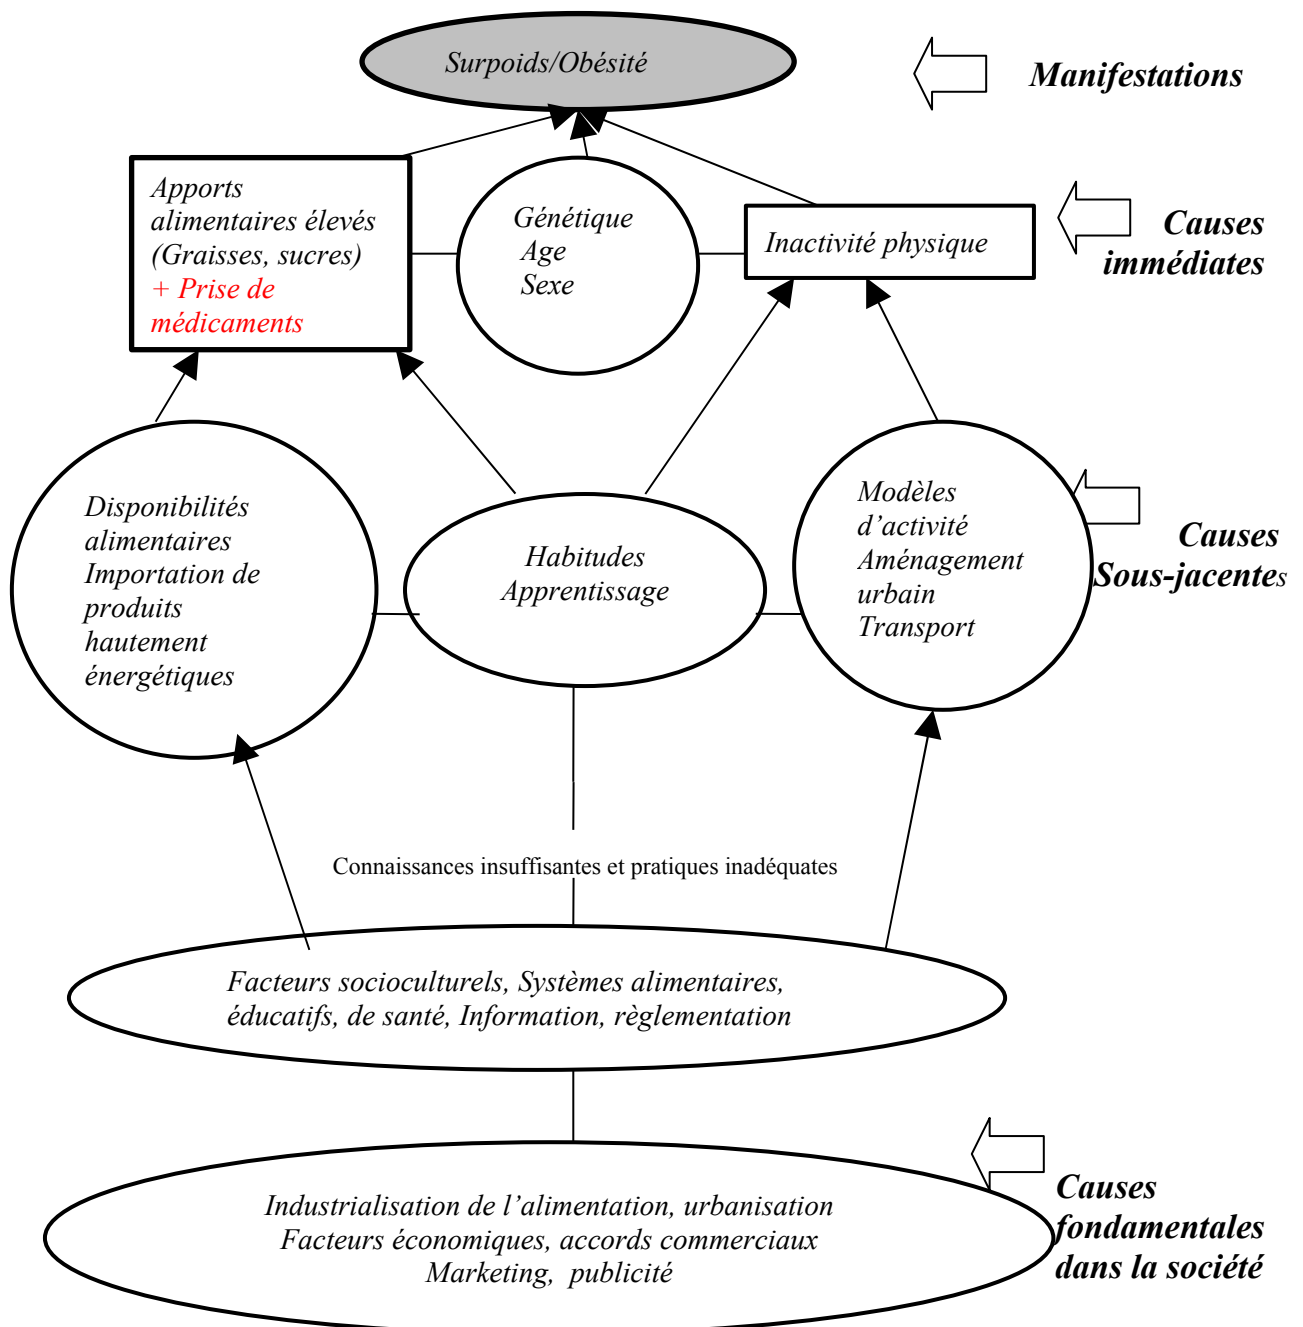 Surpoids/Obésité
Manifestations
Apports
alimentaires élevés
(Graisses, sucres)
+ Prise de
médicaments
Génétique
Age
Sexe
Inactivité physique
Causes
immédiates
Disponibilités
alimentaires
Importation de
produits
hautement
énergétiques
Habitudes
Apprentissage
Modèles
d’activité
Aménagement
urbain
Transport
Causes
Sous-jacentes
Connaissances insuffisantes et pratiques inadéquates
Facteurs socioculturels, Systèmes alimentaires,
éducatifs, de santé, Information, règlementation
Industrialisation de l’alimentation, urbanisation
Facteurs économiques, accords commerciaux
Marketing,  publicité
Causes
fondamentales
dans la société